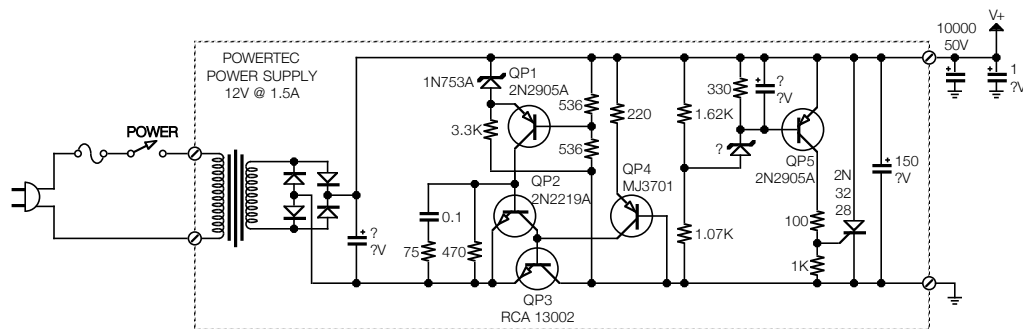 10000
50V
V+
1
?V
POWERTEC
POWER SUPPLY
12V @ 1.5A
POWER
1N753A
QP1
2N2905A
3.3K
536
536
220
1.62K
330
?
?V
?
QP5
2N2905A
2N
32
28
150
?V
QP4
MJ3701
QP2
2N2219A
0.1
75
470
?
?V
1.07K
100
1K
QP3
RCA 13002